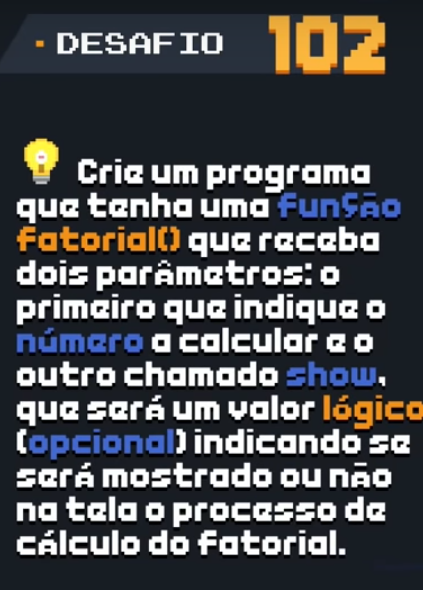 DESAFIO 102
Crie um programa
que tenha uma função
fatorial() que receba
dois parâmetros: o
primeiro que indique o
número a calcular e o
outro chamado show,
que será um valor lógico
(opcional) indicando se
será mostrado ou não
na tela o processo de
cálculo do fatorial.